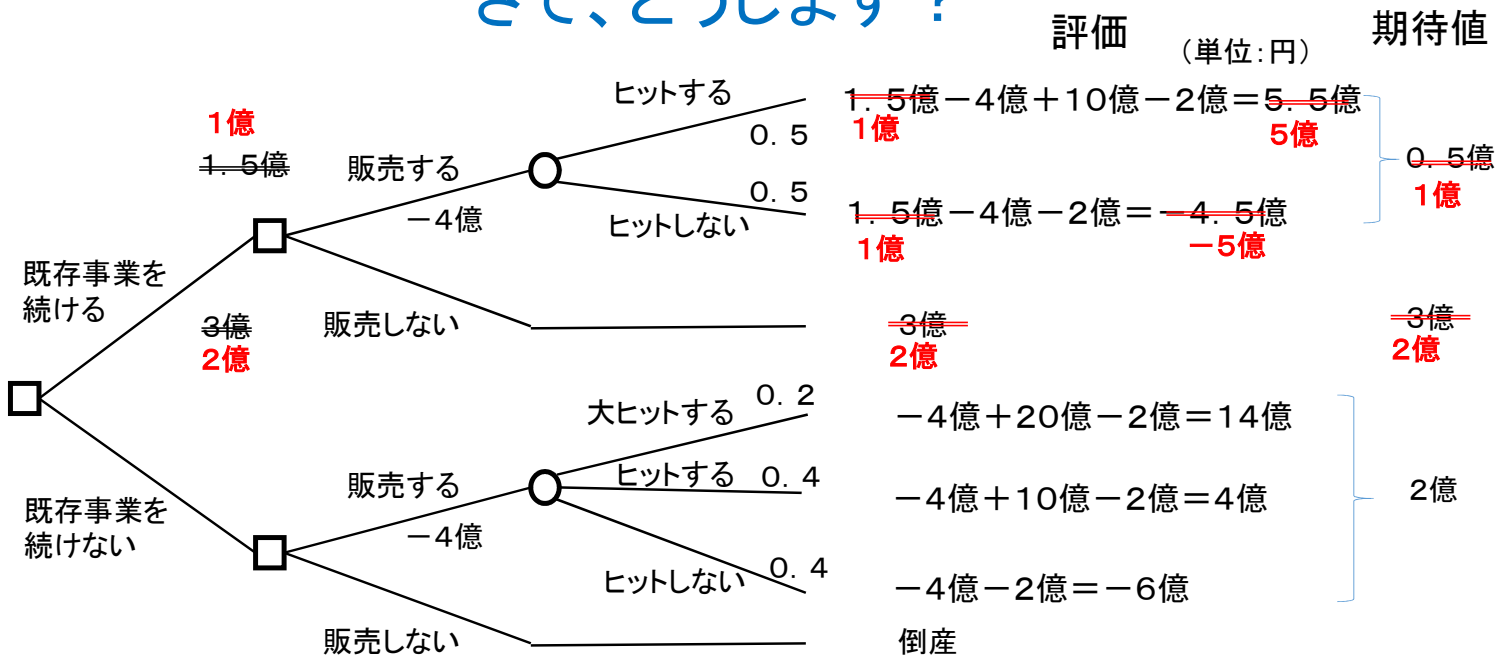 さて、どうします？
評価 （単位：円） 期待値
ヒットする
0．5
1．5億－4億＋10億－2億＝5．5億
1億
5億
1億
1．5億
販売する
－4億
0．5億
1億
0．5
ヒットしない
1．5億－4億－2億＝－4．5億
1億
－5億
既存事業を
続ける
3億
2億
販売しない
3億
2億
3億
2億
大ヒットする 0．2
－4億＋20億－2億＝14億
販売する
－4億
ヒットする 0．4
－4億＋10億－2億＝4億
2億
既存事業を
続けない
ヒットしない 0．4
－4億－2億＝－6億
販売しない
倒産